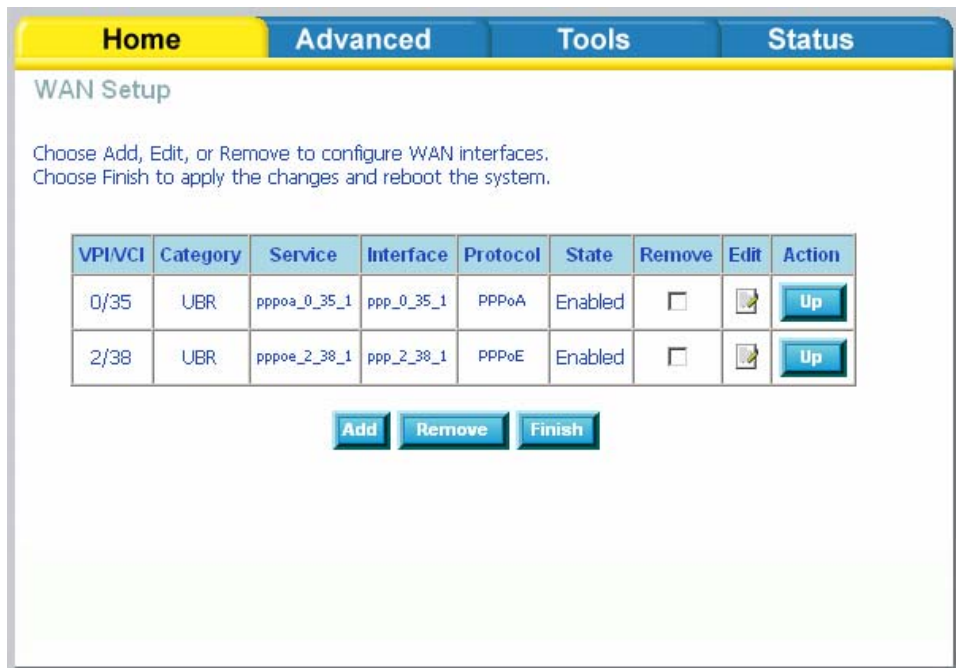 Home Advanced Tools Status
WAN Setup
Choose Add, Edit, or Remove to configure WAN interfaces.
Choose Finish to apply the changes and reboot the system.
VPI/VCI Category Service Interface Protocol State Remove Edit Action
0/35 UBR pppoa_0_35_1 ppp_0_35_1 PPPoA Enabled Up
2/38 UBR pppoe_2_38_1 ppp_2_38_1 PPPoE Enabled Up
Add Remove Finish